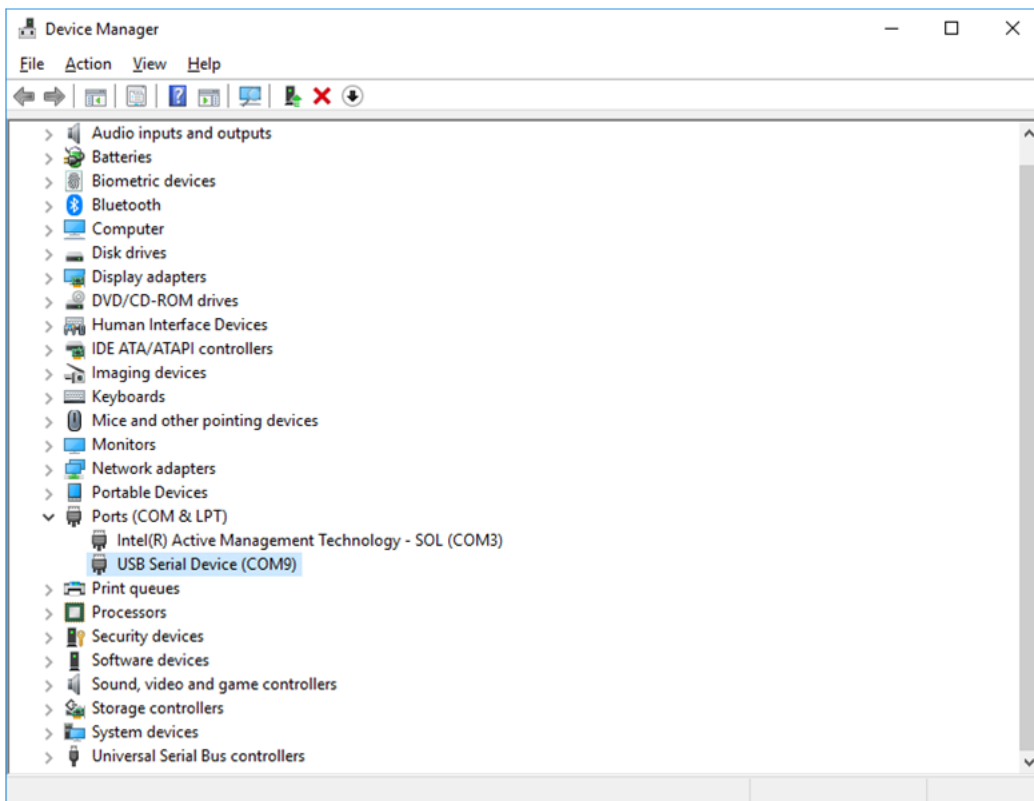 Device Manager
File Action View Help
Audio inputs and outputs
Batteries
Biometric devices
Bluetooth
Computer
Disk drives
Display adapters
DVD/CD-ROM drives
Human Interface Devices
IDE ATA/ATAPI controllers
Imaging devices
Keyboards
Mice and other pointing devices
Monitors
Network adapters
Portable Devices
Ports (COM & LPT)
Intel(R) Active Management Technology - SOL (COM3)
USB Serial Device (COM9)
Print queues
Processors
Security devices
Software devices
Sound, video and game controllers
Storage controllers
System devices
Universal Serial Bus controllers